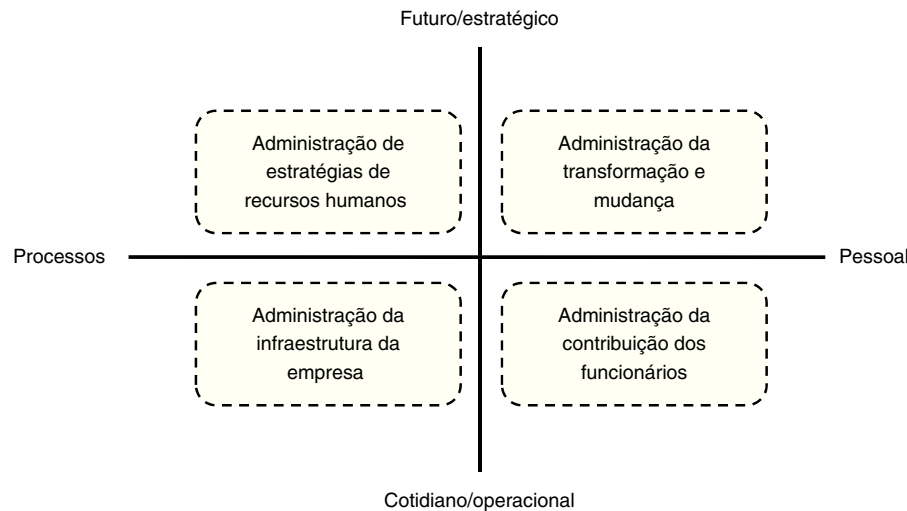 Futuro/estratégico
Administração de
estratégias de
recursos humanos
Administração da
transformação e
mudança
Processos
Pessoal
Administração da
infraestrutura da
empresa
Administração da
contribuição dos
funcionários
Cotidiano/operacional